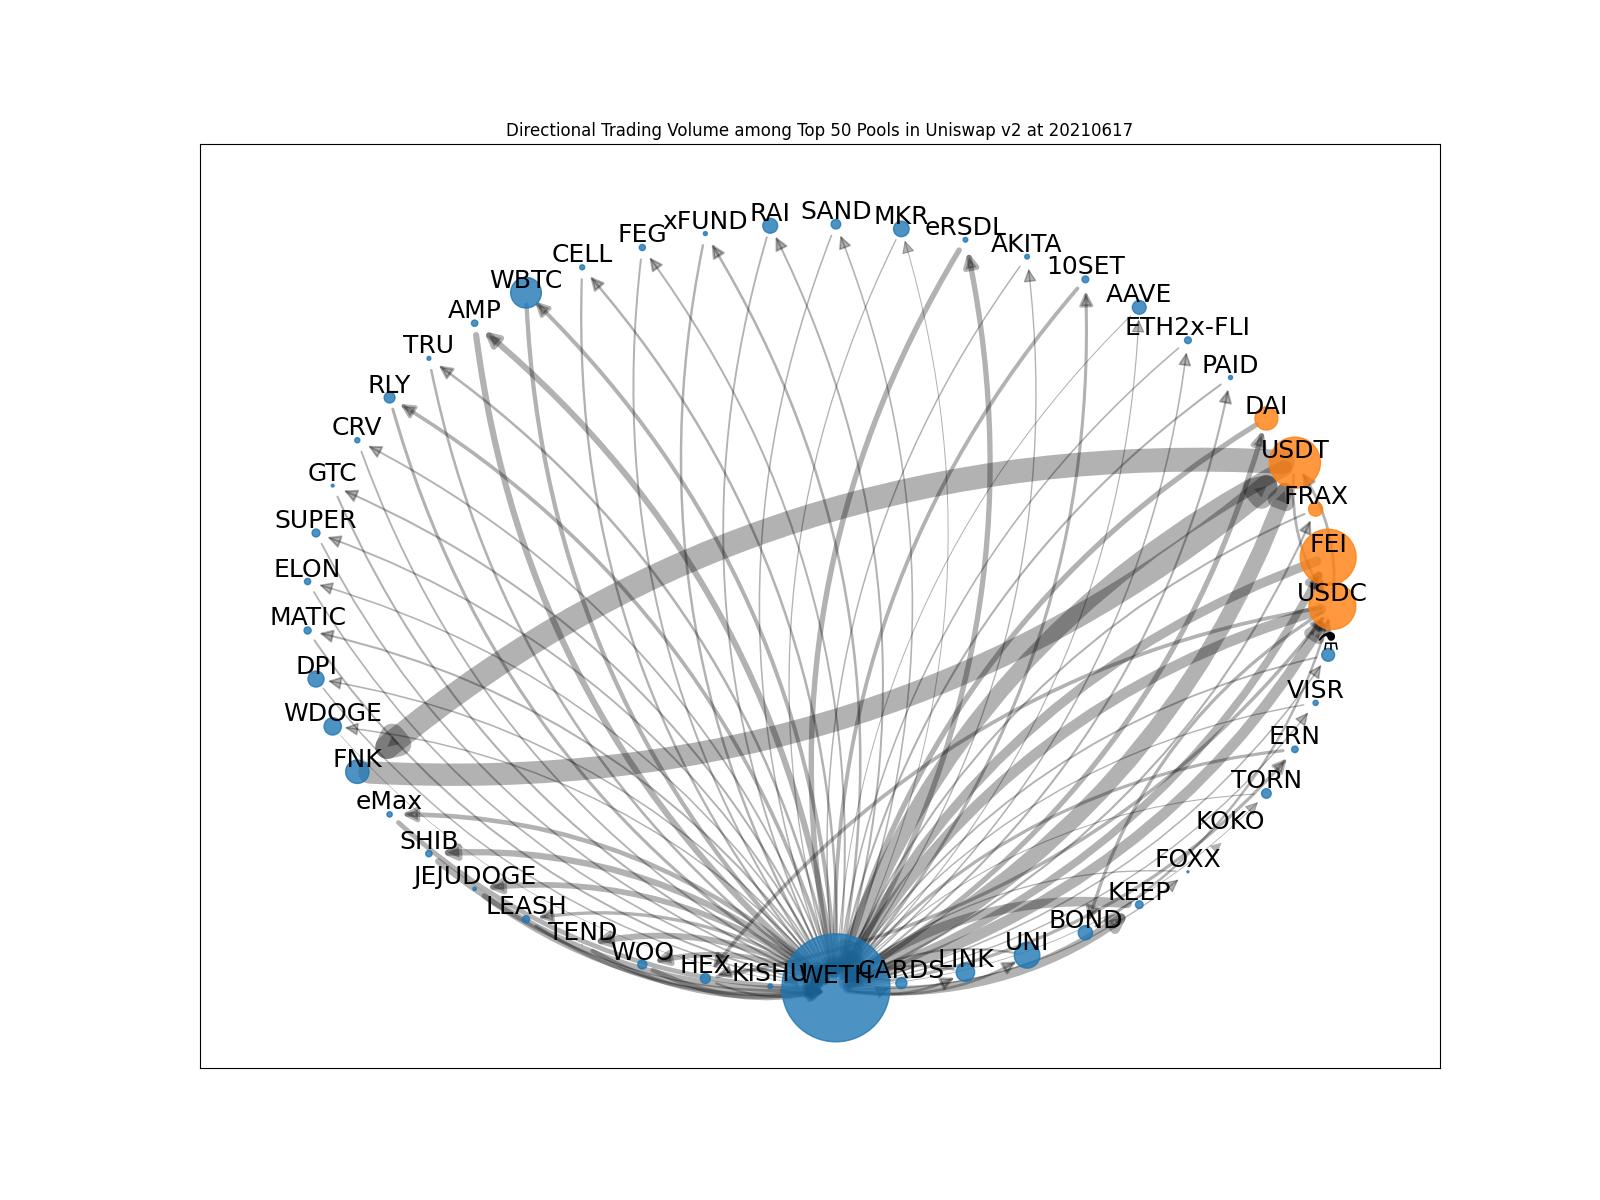 Directional Trading Volume among Top 50 Pools in Uniswap v2 at 20210617
SAND
RAI
MKR
xFUND
eRSDL
FEG
AKITA
CELL
10SET
WBTC
AAVE
AMP
ETH2x-FLI
TRU
PAID
RLY
DAI
CRV
USDT
GTC
FRAX
SUPER
FEI
ELON
USDC
MATIC
⚗
DPI
VISR
WDOGE
ERN
FNK
TORN
eMax
KOKO
SHIB
FOXX
JEJUDOGE
KEEP
LEASH
BOND
TEND
UNI
WOO
LINK
HEX
CARDS
KISHU
WETH